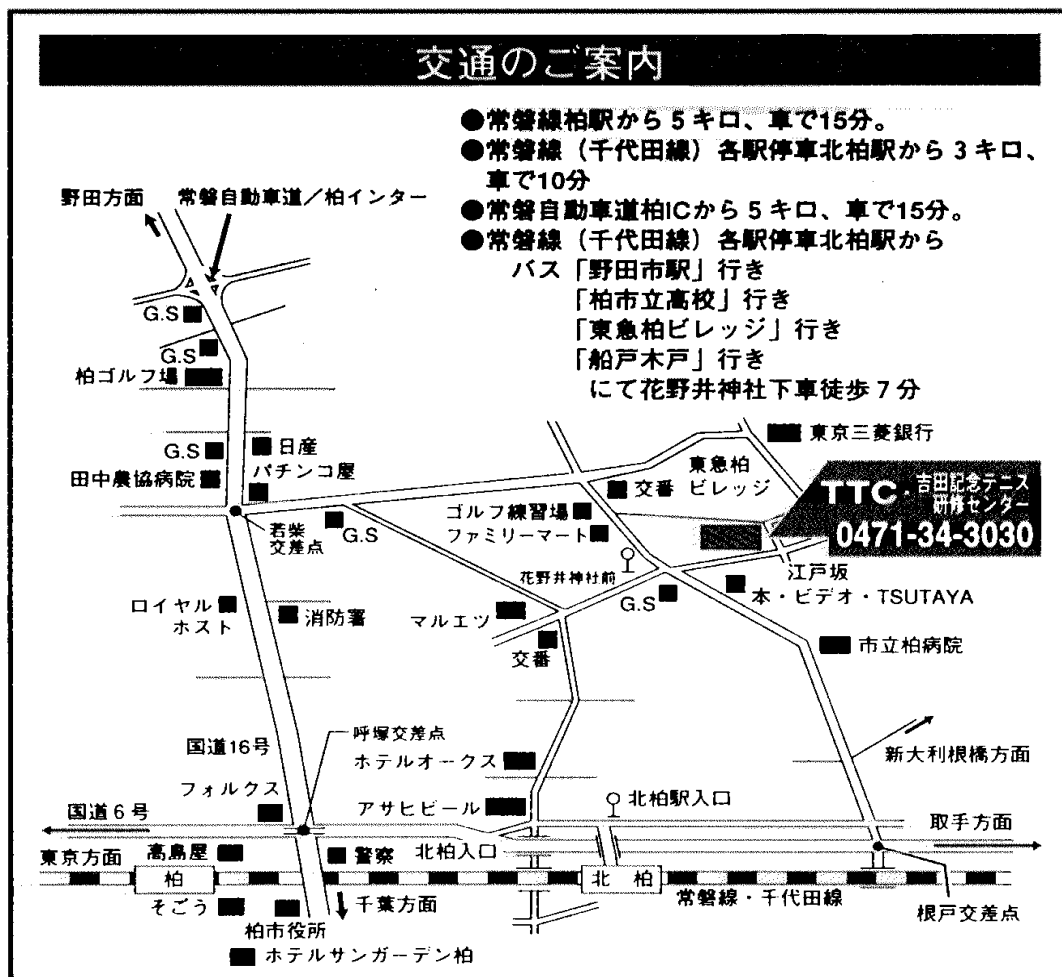 交通のご案内
●常磐線柏駅から5キロ、車で15分。
●常磐線（千代田線）各駅停車北柏駅から3キロ、
車で10分
●常磐自動車道柏ICから5キロ、車で15分。
●常磐線（千代田線）各駅停車北柏駅から
バス「野田市駅」行き
「柏市立高校」行き
「東急柏ビレッジ」行き
「船戸木戸」行き
にて花野井神社下車徒歩7分
野田方面
常磐自動車道／柏インター
G.S
G.S
柏ゴルフ場
G.S
日産
田中農協病院
パチンコ屋
若柴
交差点
G.S
東京三菱銀行
東急柏
ビレッジ
交番
ゴルフ練習場
ファミリーマート
TTC・吉田記念テニス
研修センター
0471-34-3030
花野井神社前
江戸坂
G.S
本・ビデオ・TSUTAYA
ロイヤル
ホスト
消防署
マルエツ
交番
市立柏病院
国道16号
呼塚交差点
ホテルオークス
新大利根橋方面
フォルクス
アサヒビール
北柏駅入口
国道6号
取手方面
東京方面
高島屋
警察
北柏入口
柏
北柏
常磐線・千代田線
そごう
千葉方面
根戸交差点
柏市役所
ホテルサンガーデン柏